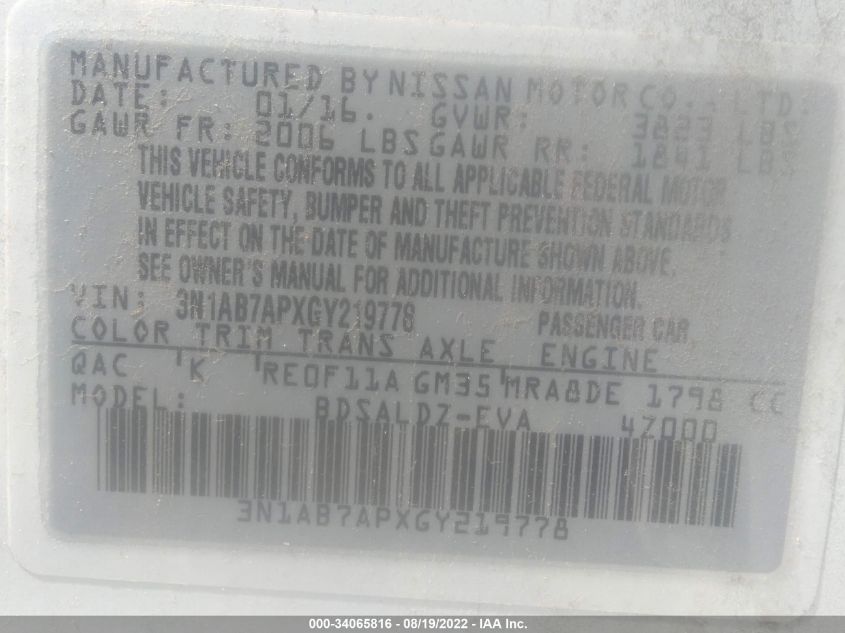 MANUFACTURED BY NISSAN MOTOR CO., LTD.
DATE: 01/16. GVWR: 3823 LBS
GAWR FR: 2006 LBS GAWR RR: 1841 LBS
THIS VEHICLE CONFORMS TO ALL APPLICABLE FEDERAL MOTOR
VEHICLE SAFETY, BUMPER AND THEFT PREVENTION STANDARDS
IN EFFECT ON THE DATE OF MANUFACTURE SHOWN ABOVE.
SEE OWNER'S MANUAL FOR ADDITIONAL INFORMATION.
VIN: 3N1AB7APXGY219778 PASSENGER CAR
COLOR TRIM TRANS AXLE ENGINE
QAC K RE0F11A GM35 MRA8DE 1798 CC
MODEL: BDSALDZ-EVA 4Z000
3N1AB7APXGY219778
000-34065816 - 08/19/2022 - IAA Inc.